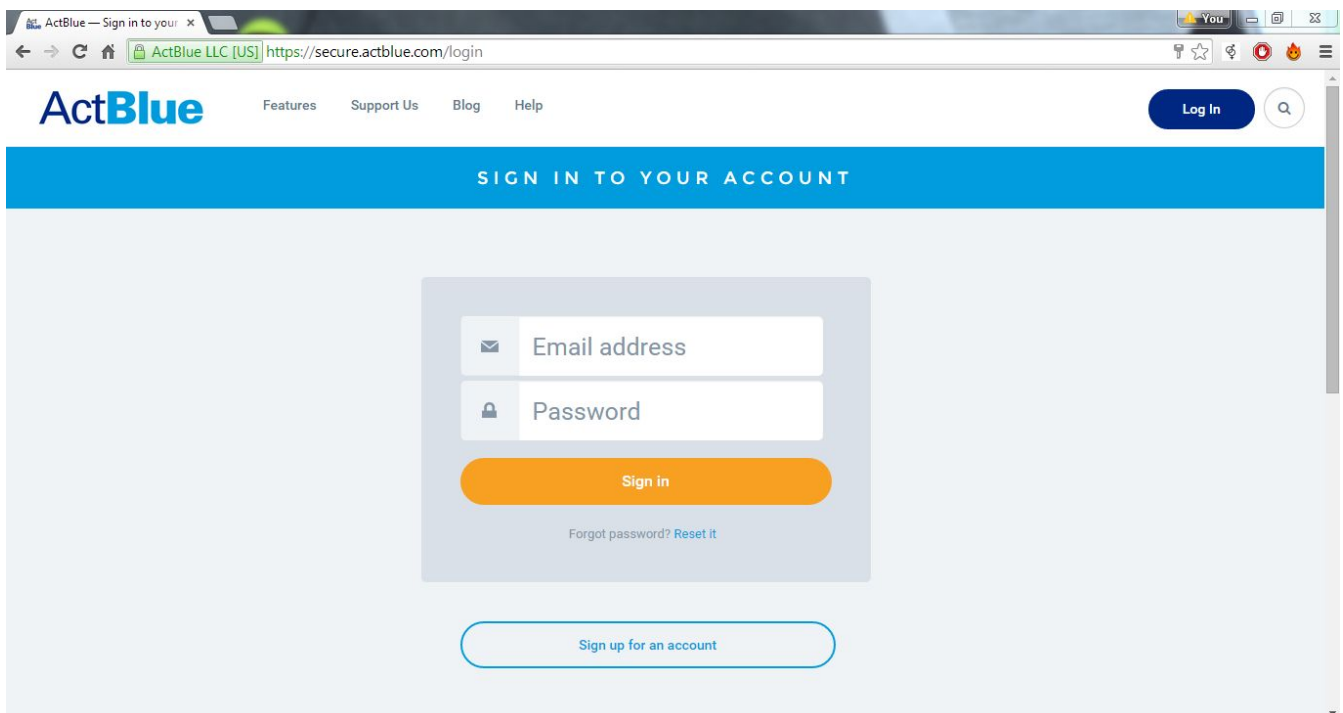 ActBlue — Sign in to your
You
ActBlue LLC [US] https://secure.actblue.com/login
ActBlue Features Support Us Blog Help Log In
SIGN IN TO YOUR ACCOUNT
Email address
Password
Sign in
Forgot password? Reset it
Sign up for an account